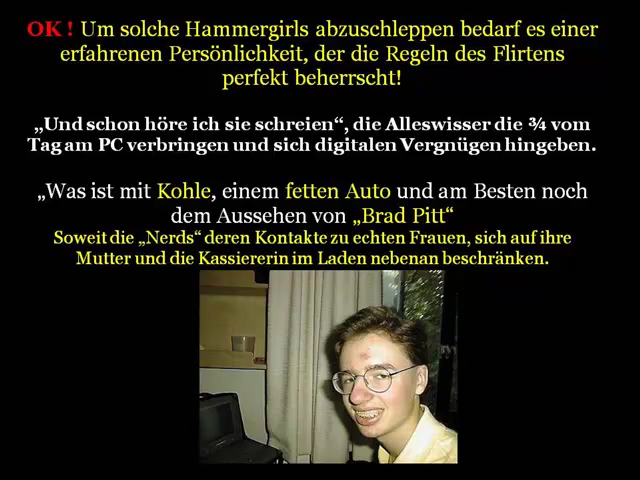 OK ! Um solche Hammergirls abzuschleppen bedarf es einer
erfahrenen Persönlichkeit, der die Regeln des Flirtens
perfekt beherrscht!
„Und schon höre ich sie schreien“, die Alleswisser die ¾ vom
Tag am PC verbringen und sich digitalen Vergnügen hingeben.
„Was ist mit Kohle, einem fetten Auto und am Besten noch
dem Aussehen von „Brad Pitt“
Soweit die „Nerds“ deren Kontakte zu echten Frauen, sich auf ihre
Mutter und die Kassiererin im Laden nebenan beschränken.